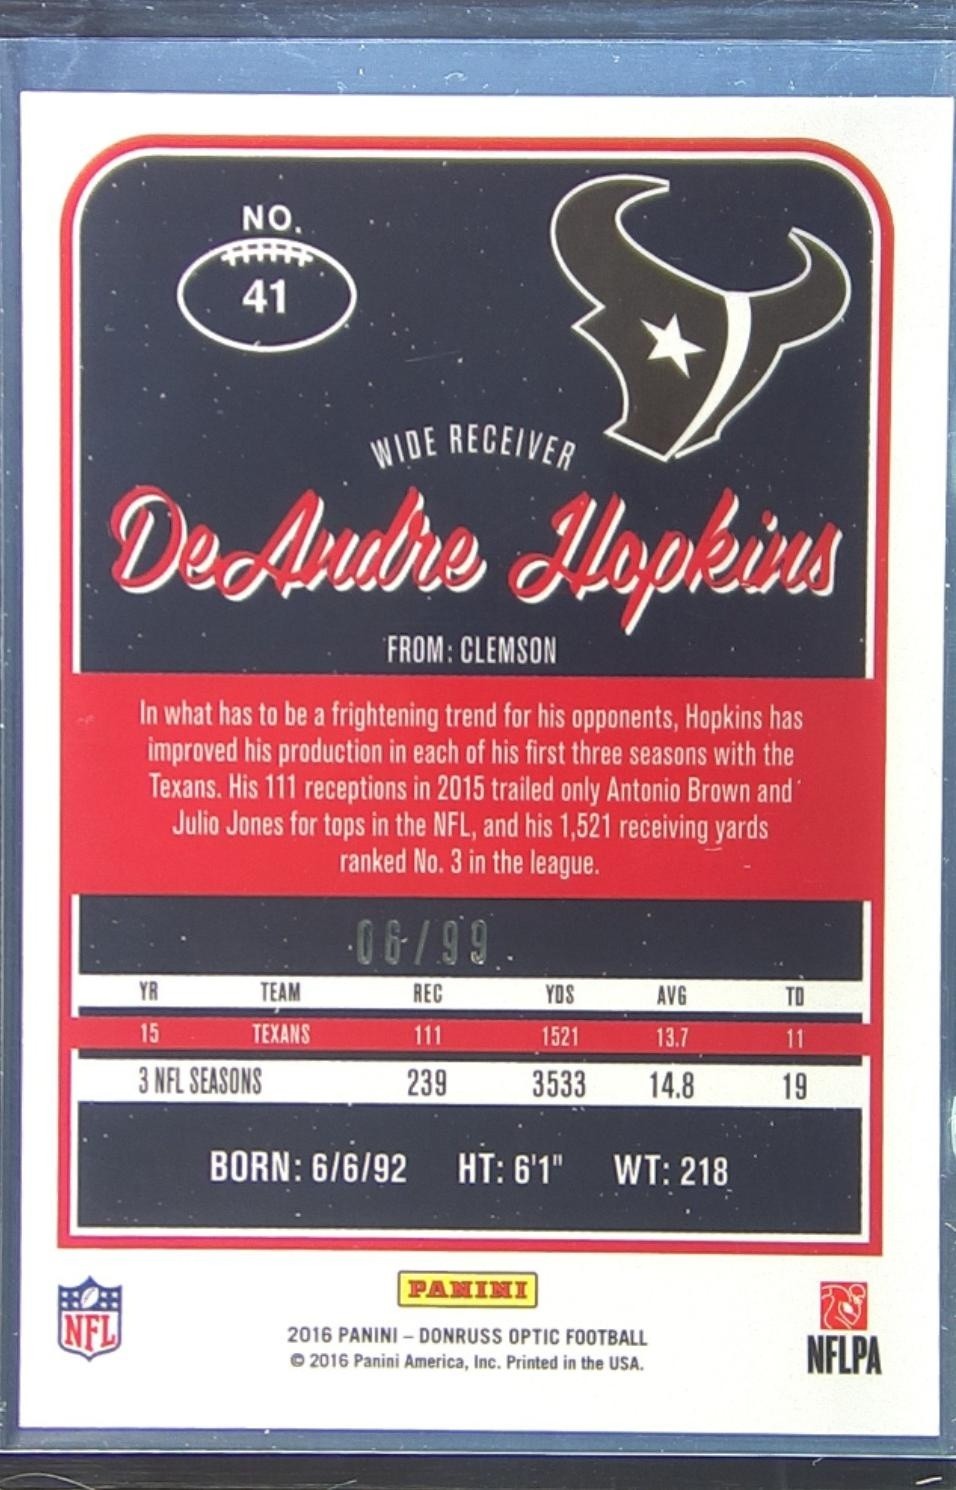 NO.
41
WIDE RECEIVER
DeAndre Hopkins
FROM: CLEMSON
In what has to be a frightening trend for his opponents, Hopkins has
improved his production in each of his first three seasons with the
Texans. His 111 receptions in 2015 trailed only Antonio Brown and
Julio Jones for tops in the NFL, and his 1,521 receiving yards
ranked No. 3 in the league.
06/99
YR TEAM REC YDS AVG TD
15 TEXANS 111 1521 13.7 11
3 NFL SEASONS 239 3533 14.8 19
BORN: 6/6/92 HT: 6'1" WT: 218
NFL
PANINI
2016 PANINI – DONRUSS OPTIC FOOTBALL
© 2016 Panini America, Inc. Printed in the USA.
NFLPA